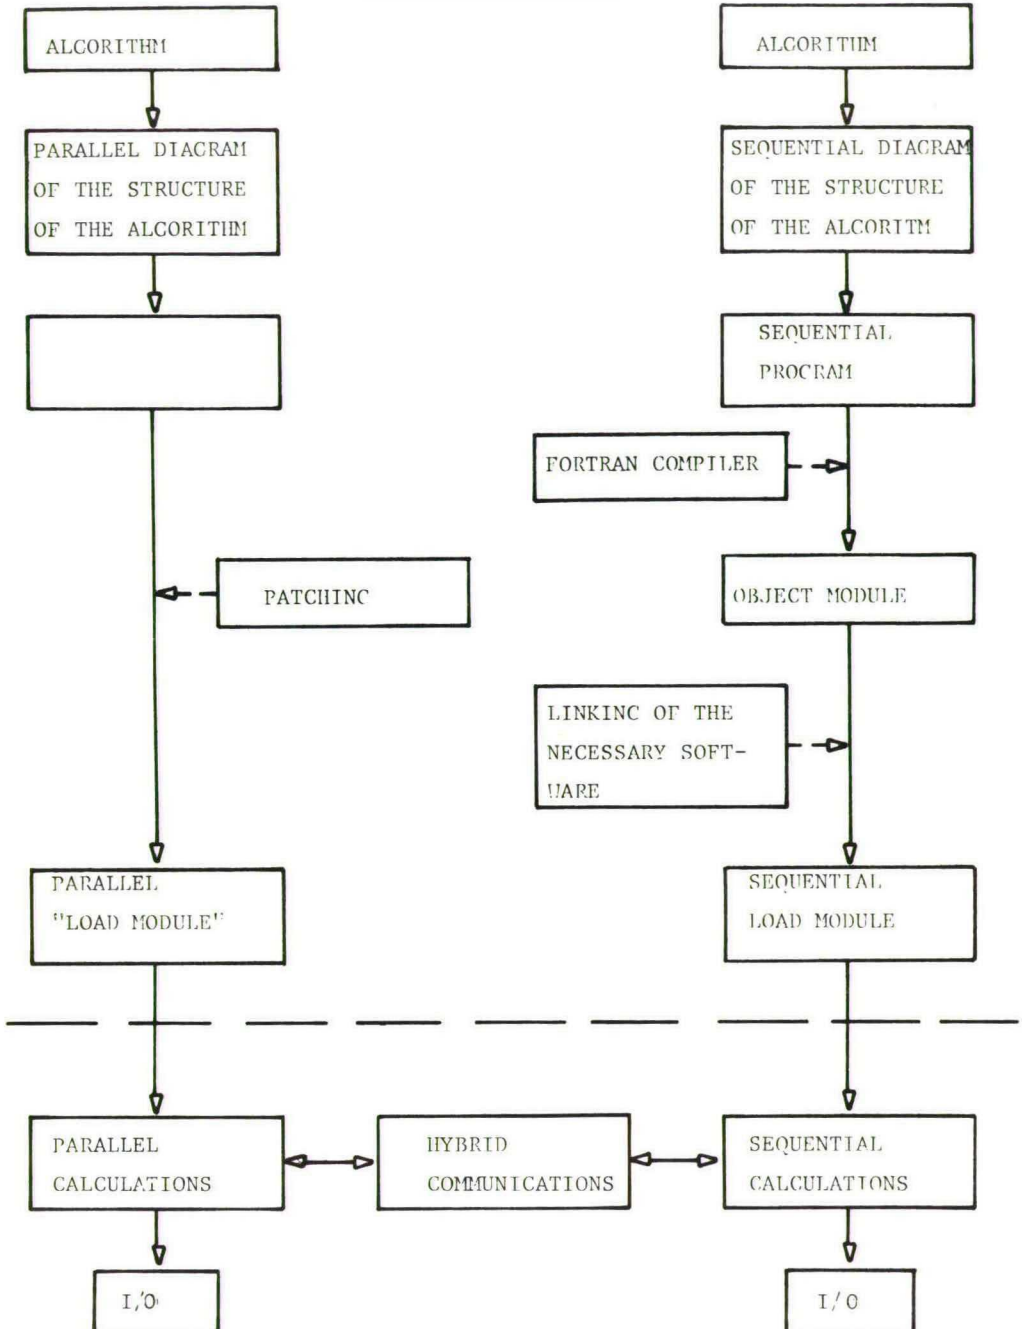 ALGORITHM
PARALLEL DIAGRAM
OF THE STRUCTURE
OF THE ALGORITHM
PATCHING
PARALLEL
"LOAD MODULE"
PARALLEL
CALCULATIONS
I/O
HYBRID
COMMUNICATIONS
ALGORITHM
SEQUENTIAL DIAGRAM
OF THE STRUCTURE
OF THE ALGORITM
SEQUENTIAL
PROGRAM
FORTRAN COMPILER
OBJECT MODULE
LINKING OF THE
NECESSARY SOFT-
WARE
SEQUENTIAL
LOAD MODULE
SEQUENTIAL
CALCULATIONS
I/O